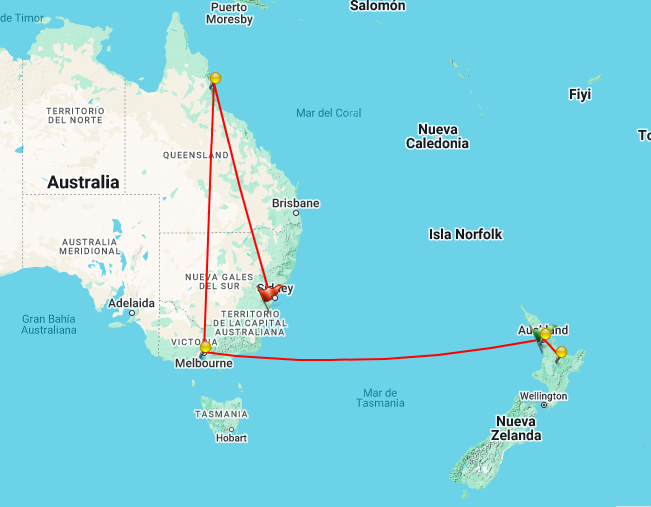 de Timor
Puerto
Moresby
Salomón
TERRITORIO
DEL NORTE
Mar del Coral
Fiyi
Nueva
Caledonia
QUEENSLAND
Australia
Brisbane
Isla Norfolk
AUSTRALIA
MERIDIONAL
NUEVA GALES
DEL SUR
Sídney
Adelaida
Gran Bahía
Australiana
TERRITORIO
DE LA CAPITAL
AUSTRALIANA
VICTORIA
Melbourne
Auckland
Mar de
Tasmania
Wellington
TASMANIA
Hobart
Nueva
Zelanda